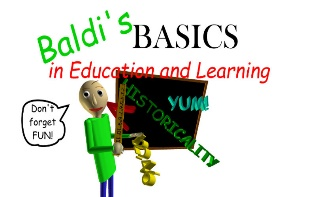 Baldi's BASICS
in Education and Learning
Don't
forget
FUN!
HISTORICALITY
YUM!